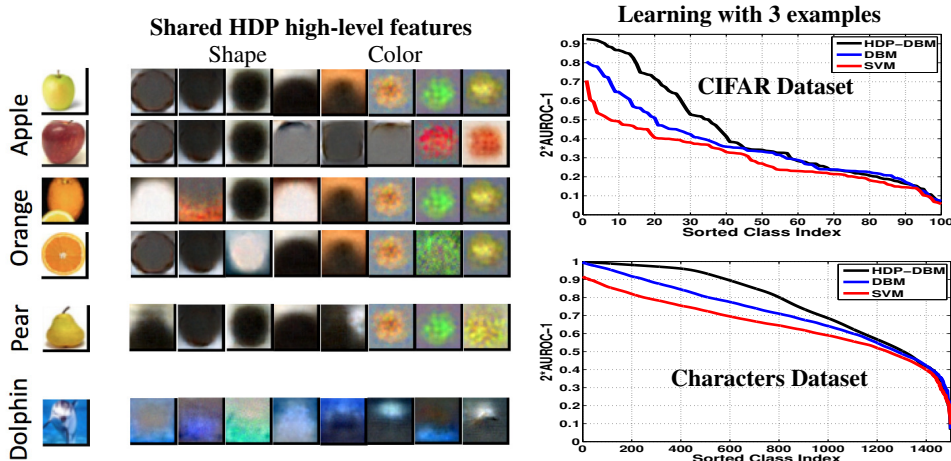 Shared HDP high-level features
Shape Color
Apple
Orange
Pear
Dolphin
Learning with 3 examples
HDP−DBM
DBM
SVM
CIFAR Dataset
2*AUROC−1
0.9
0.8
0.7
0.6
0.5
0.4
0.3
0.2
0.1
0
0 10 20 30 40 50 60 70 80 90 100
Sorted Class Index
HDP−DBM
DBM
SVM
Characters Dataset
2*AUROC−1
1
0.9
0.8
0.7
0.6
0.5
0.4
0.3
0.2
0.1
0
0 200 400 600 800 1000 1200 1400
Sorted Class Index